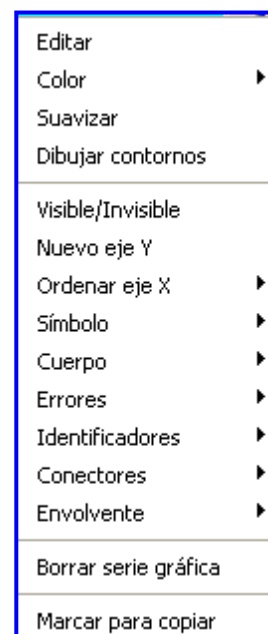 Editar
Color
Suavizar
Dibujar contornos
Visible/Invisible
Nuevo eje Y
Ordenar eje X
Símbolo
Cuerpo
Errores
Identificadores
Conectores
Envolvente
Borrar serie gráfica
Marcar para copiar